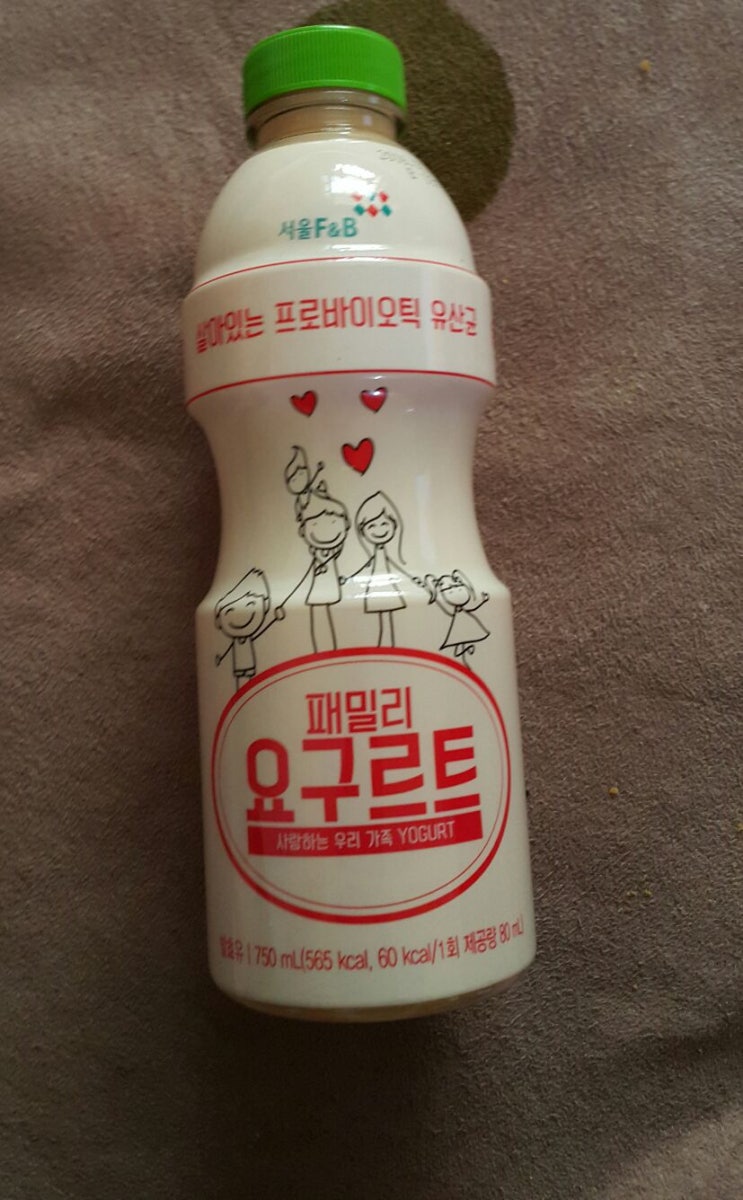 서울F&B
살아있는 프로바이오틱 유산균
패밀리
요구르트
사랑하는 우리 가족 YOGURT
발효유 | 750 mL(565 kcal, 60 kcal/1회 제공량 80 mL)